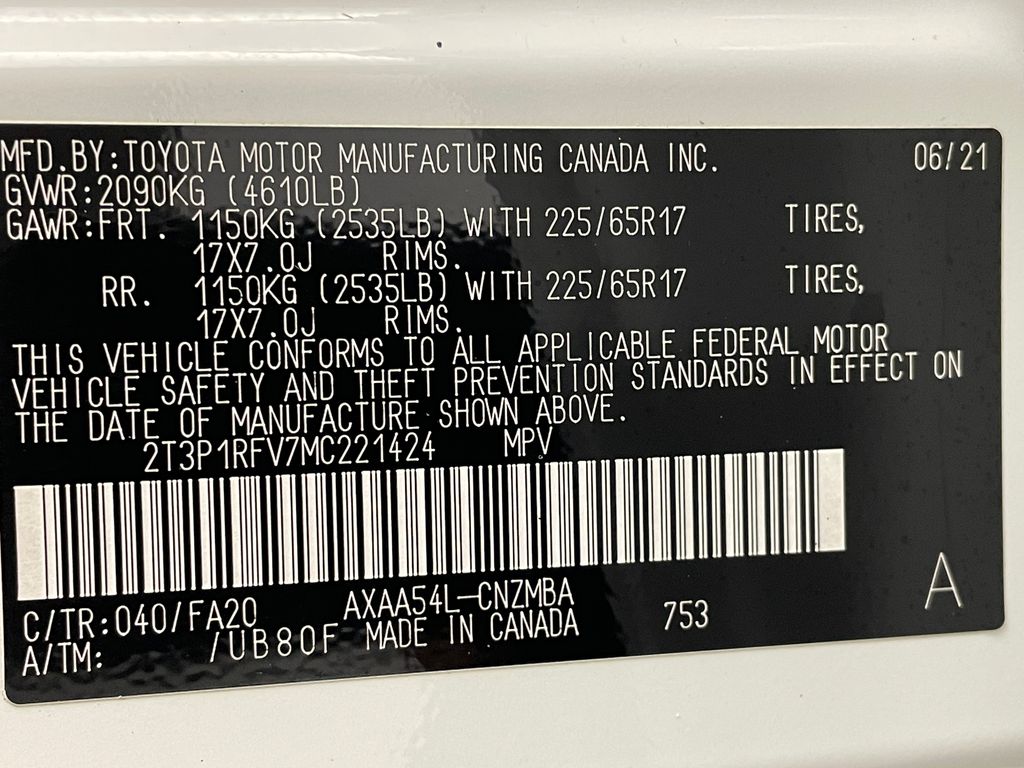 MFD.BY:TOYOTA MOTOR MANUFACTURING CANADA INC. 06/21
GVWR:2090KG (4610LB)
GAWR:FRT. 1150KG (2535LB) WITH 225/65R17 TIRES,
17X7.0J RIMS.
RR. 1150KG (2535LB) WITH 225/65R17 TIRES,
17X7.0J RIMS.
THIS VEHICLE CONFORMS TO ALL APPLICABLE FEDERAL MOTOR
VEHICLE SAFETY AND THEFT PREVENTION STANDARDS IN EFFECT ON
THE DATE OF MANUFACTURE SHOWN ABOVE.
2T3P1RFV7MC221424 MPV
C/TR:040/FA20 AXAA54L-CNZMBA 753 A
A/TM: /UB80F MADE IN CANADA